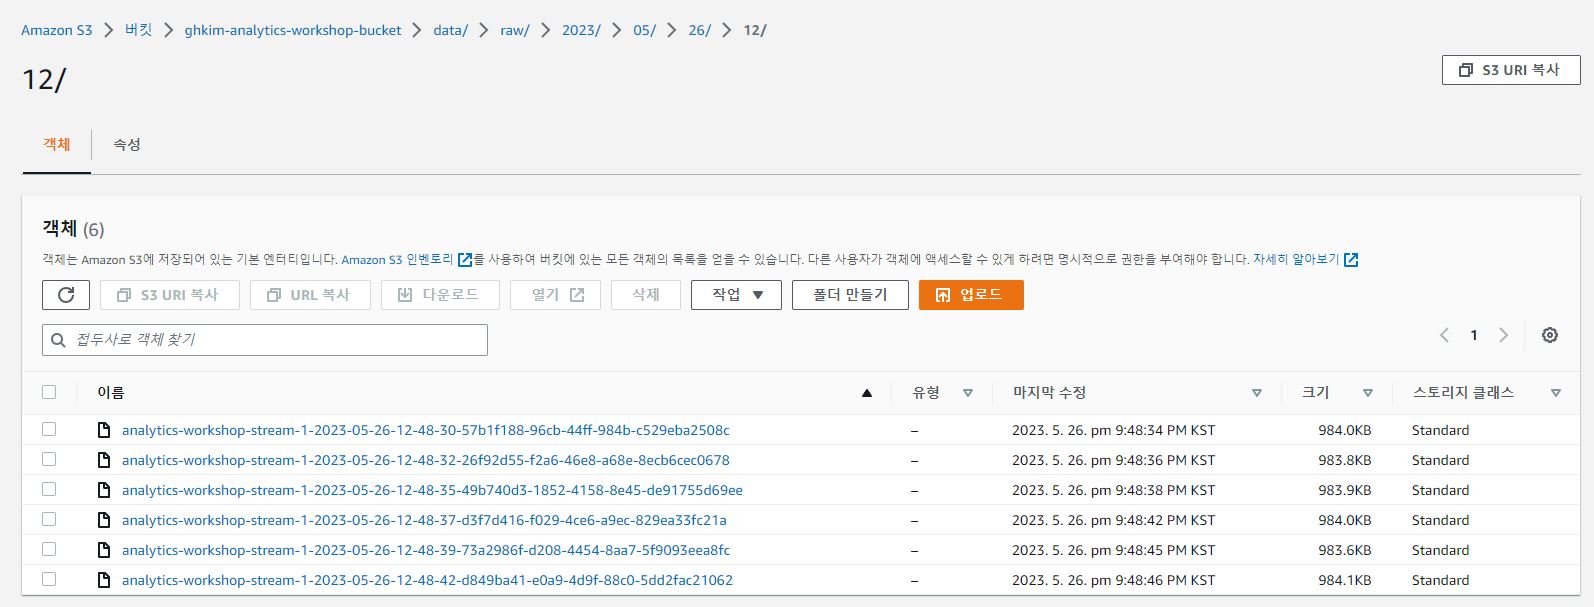 Amazon S3 > 버킷 > ghkim-analytics-workshop-bucket > data/ > raw/ > 2023/ > 05/ > 26/ > 12/
12/
S3 URI 복사
객체 속성
객체 (6)
객체는 Amazon S3에 저장되어 있는 기본 엔터티입니다. Amazon S3 인벤토리 를 사용하여 버킷에 있는 모든 객체의 목록을 얻을 수 있습니다. 다른 사용자가 객체에 액세스할 수 있게 하려면 명시적으로 권한을 부여해야 합니다. 자세히 알아보기
S3 URI 복사 URL 복사 다운로드 열기 삭제 작업 폴더 만들기 업로드
접두사로 객체 찾기 1
이름 유형 마지막 수정 크기 스토리지 클래스
analytics-workshop-stream-1-2023-05-26-12-48-30-57b1f188-96cb-44ff-984b-c529eba2508c – 2023. 5. 26. pm 9:48:34 PM KST 984.0KB Standard
analytics-workshop-stream-1-2023-05-26-12-48-32-26f92d55-f2a6-46e8-a68e-8ecb6cec0678 – 2023. 5. 26. pm 9:48:36 PM KST 983.8KB Standard
analytics-workshop-stream-1-2023-05-26-12-48-35-49b740d3-1852-4158-8e45-de91755d69ee – 2023. 5. 26. pm 9:48:38 PM KST 983.9KB Standard
analytics-workshop-stream-1-2023-05-26-12-48-37-d3f7d416-f029-4ce6-a9ec-829ea33fc21a – 2023. 5. 26. pm 9:48:42 PM KST 984.0KB Standard
analytics-workshop-stream-1-2023-05-26-12-48-39-73a2986f-d208-4454-8aa7-5f9093eea8fc – 2023. 5. 26. pm 9:48:45 PM KST 983.6KB Standard
analytics-workshop-stream-1-2023-05-26-12-48-42-d849ba41-e0a9-4d9f-88c0-5dd2fac21062 – 2023. 5. 26. pm 9:48:46 PM KST 984.1KB Standard